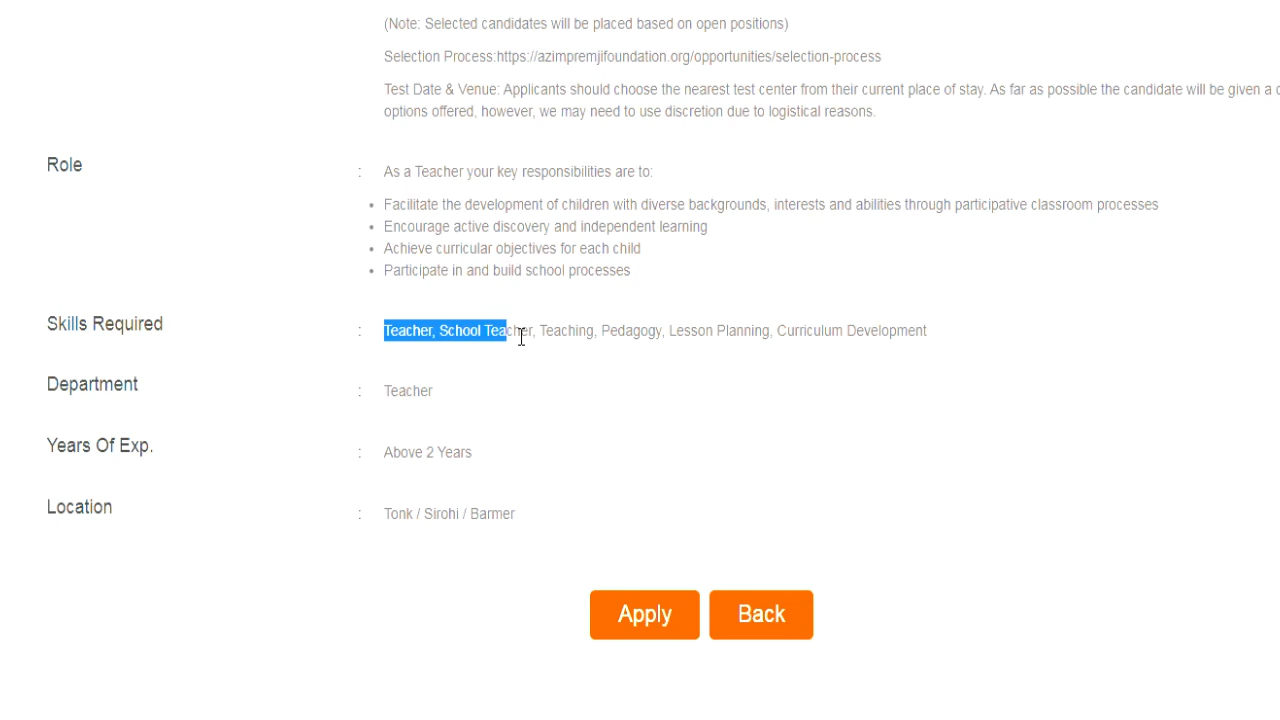 (Note: Selected candidates will be placed based on open positions)
Selection Process:https://azimpremjifoundation.org/opportunities/selection-process
Test Date & Venue: Applicants should choose the nearest test center from their current place of stay. As far as possible the candidate will be given a
options offered, however, we may need to use discretion due to logistical reasons.
Role
: As a Teacher your key responsibilities are to:
• Facilitate the development of children with diverse backgrounds, interests and abilities through participative classroom processes
• Encourage active discovery and independent learning
• Achieve curricular objectives for each child
• Participate in and build school processes
Skills Required : Teacher, School Teacher, Teaching, Pedagogy, Lesson Planning, Curriculum Development
Department : Teacher
Years Of Exp. : Above 2 Years
Location : Tonk / Sirohi / Barmer
Apply Back